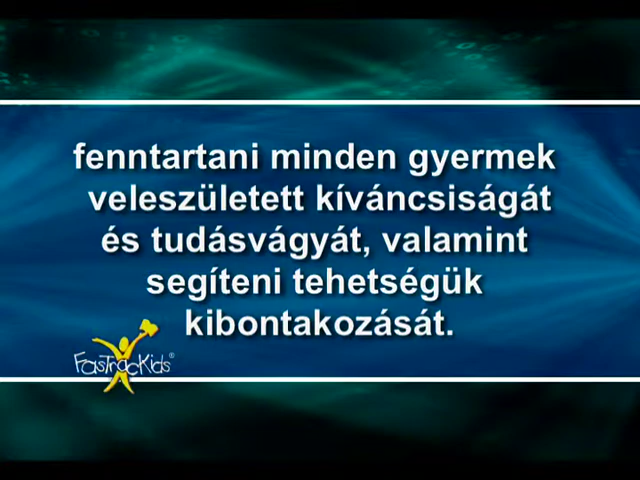 fenntartani minden gyermek
veleszületett kíváncsiságát
és tudásvágyát, valamint
segíteni tehetségük
kibontakozását.
FasTracKids®